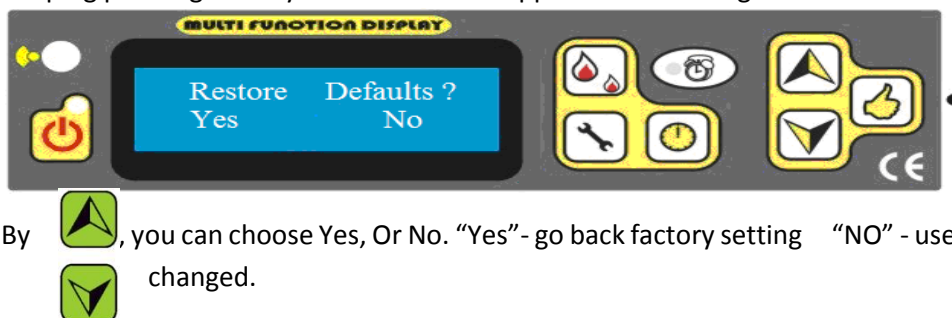 MULTI FUNOTION DISPLAY
Restore Defaults ?
Yes No
CE
By , you can choose Yes, Or No. “Yes”- go back factory setting “NO” - use
changed.